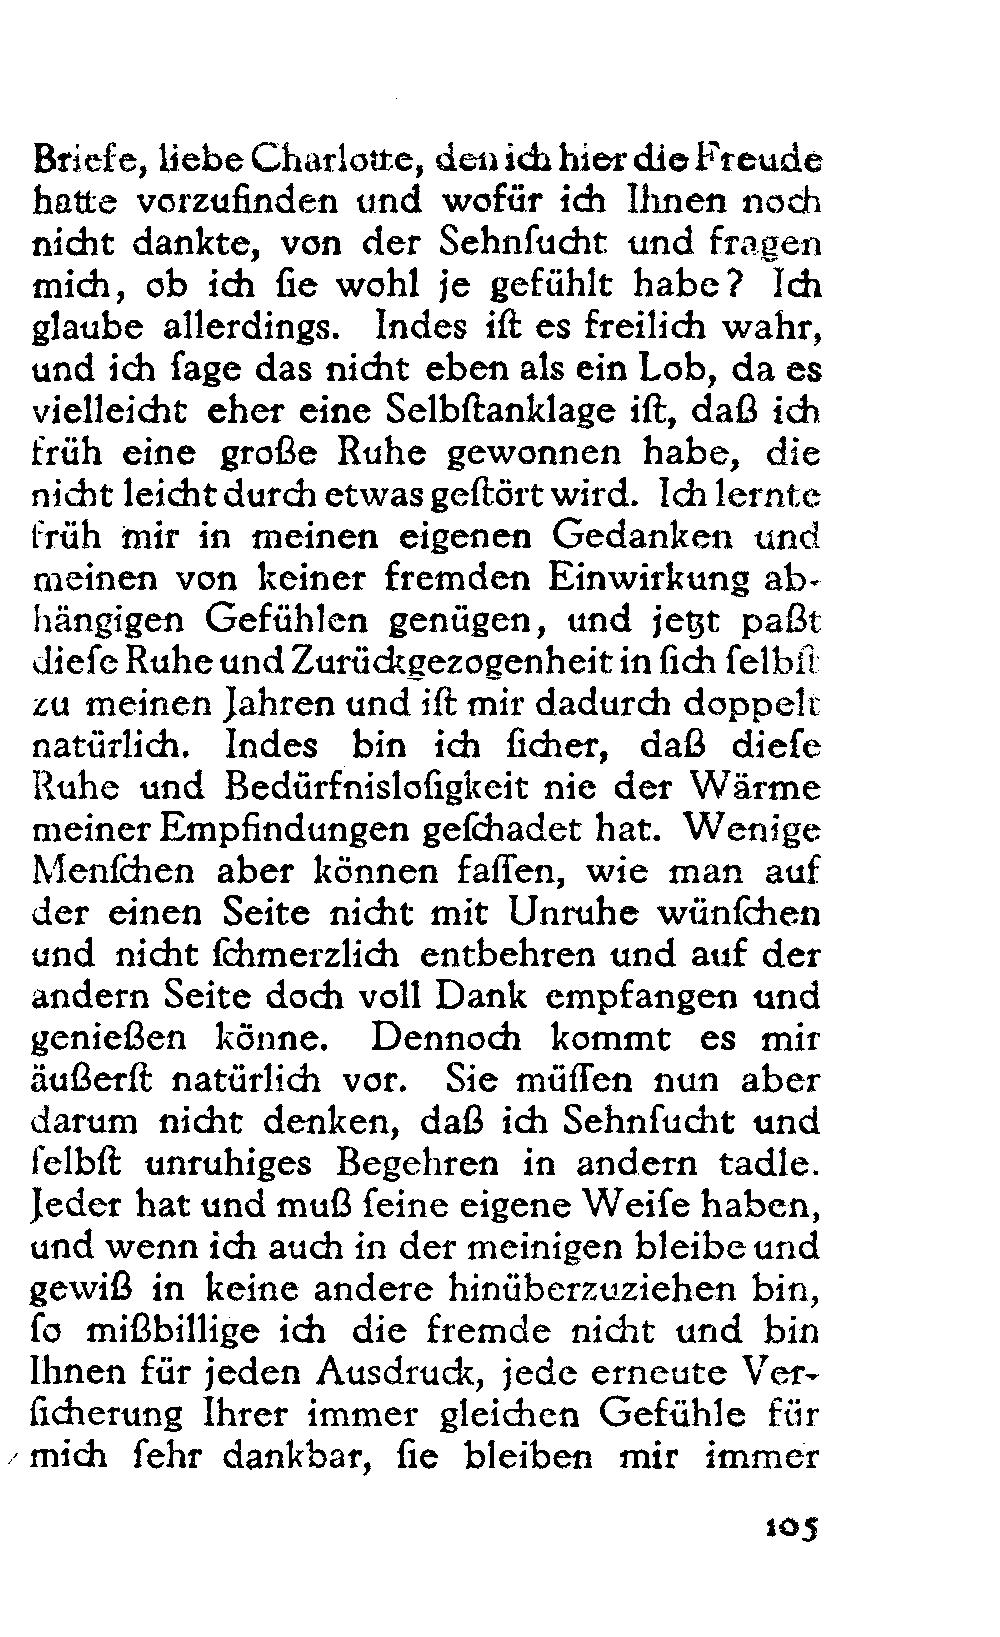 Briefe, liebe Charlotte, den ich hier die Freude
hatte vorzufinden und wofür ich Ihnen noch
nicht dankte, von der Sehnſucht und fragen
mich, ob ich ſie wohl je gefühlt habe? Ich
glaube allerdings. Indes iſt es freilich wahr,
und ich ſage das nicht eben als ein Lob, da es
vielleicht eher eine Selbſtanklage iſt, daß ich
früh eine große Ruhe gewonnen habe, die
nicht leicht durch etwas geſtört wird. Ich lernte
früh mir in meinen eigenen Gedanken und
meinen von keiner fremden Einwirkung ab-
hängigen Gefühlen genügen, und jetzt paßt
dieſe Ruhe und Zurückgezogenheit in ſich ſelbſt
zu meinen Jahren und iſt mir dadurch doppelt
natürlich. Indes bin ich ſicher, daß dieſe
Ruhe und Bedürfnisloſigkeit nie der Wärme
meiner Empfindungen geſchadet hat. Wenige
Menſchen aber können faſſen, wie man auf
der einen Seite nicht mit Unruhe wünſchen
und nicht ſchmerzlich entbehren und auf der
andern Seite doch voll Dank empfangen und
genießen könne. Dennoch kommt es mir
äußerſt natürlich vor. Sie müſſen nun aber
darum nicht denken, daß ich Sehnſucht und
ſelbſt unruhiges Begehren in andern tadle.
Jeder hat und muß ſeine eigene Weiſe haben,
und wenn ich auch in der meinigen bleibe und
gewiß in keine andere hinüberzuziehen bin,
ſo mißbillige ich die fremde nicht und bin
Ihnen für jeden Ausdruck, jede erneute Ver-
ſicherung Ihrer immer gleichen Gefühle für
mich ſehr dankbar, ſie bleiben mir immer
105